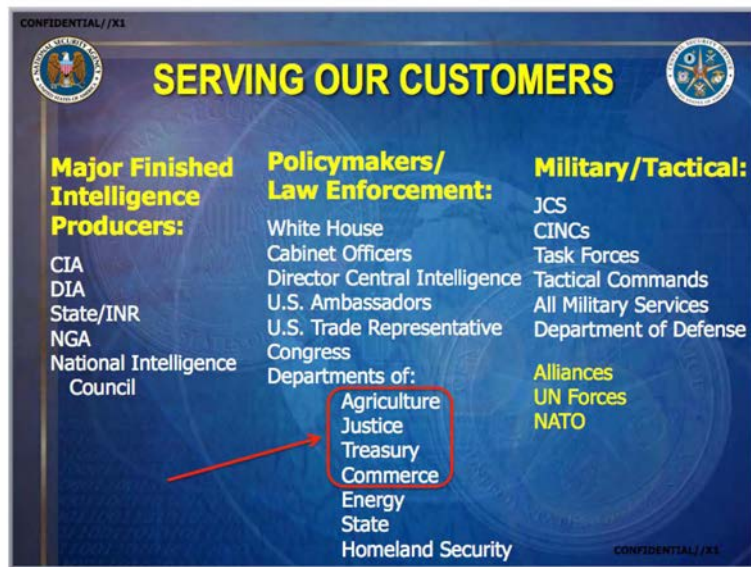 CONFIDENTIAL//X1
SERVING OUR CUSTOMERS
Major Finished
Intelligence
Producers:
CIA
DIA
State/INR
NGA
National Intelligence
Council
Policymakers/
Law Enforcement:
White House
Cabinet Officers
Director Central Intelligence
U.S. Ambassadors
U.S. Trade Representative
Congress
Departments of:
Agriculture
Justice
Treasury
Commerce
Energy
State
Homeland Security
Military/Tactical:
JCS
CINCs
Task Forces
Tactical Commands
All Military Services
Department of Defense
Alliances
UN Forces
NATO
CONFIDENTIAL//X1